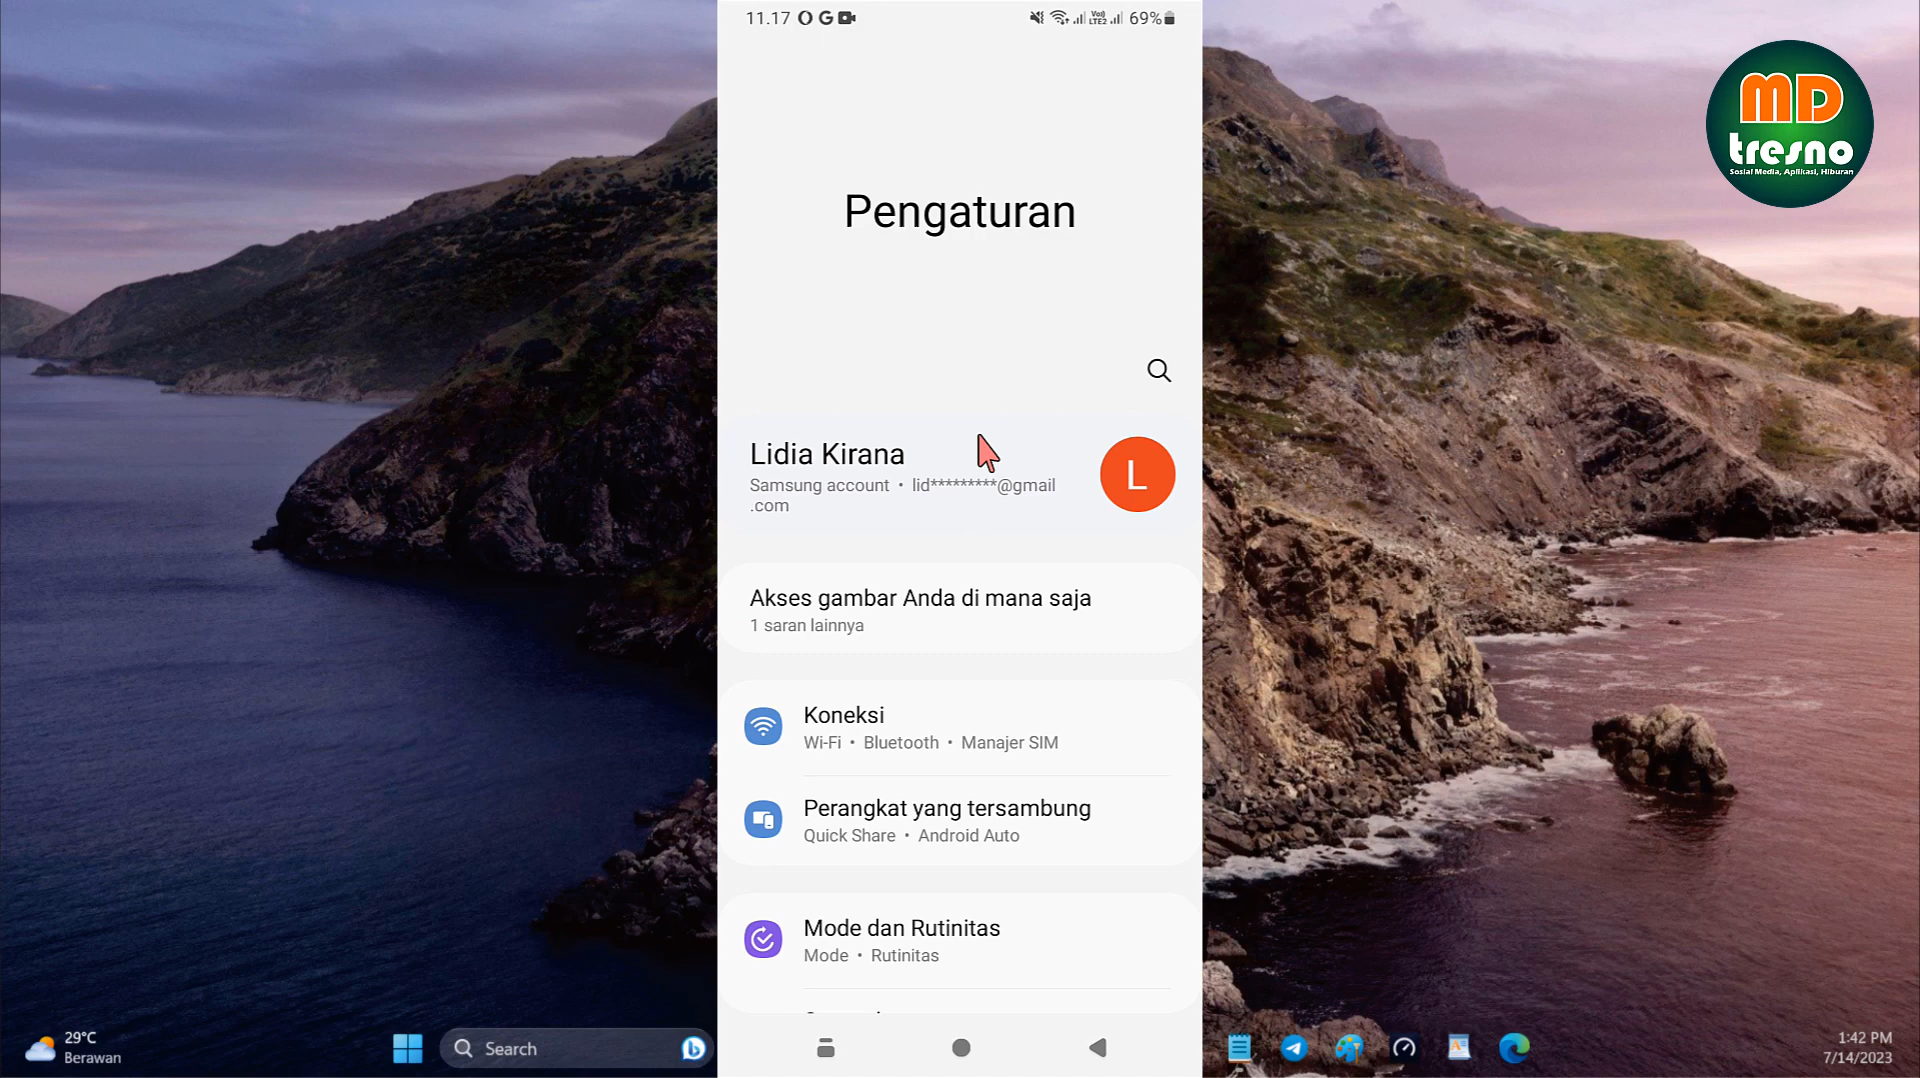 11.17
Voo)
LTE2
69%
MD
tresno
Sosial Media, Aplikasi, Hiburan
Pengaturan
Lidia Kirana
Samsung account • lid*********@gmail
.com
L
Akses gambar Anda di mana saja
1 saran lainnya
Koneksi
Wi-Fi • Bluetooth • Manajer SIM
Perangkat yang tersambung
Quick Share • Android Auto
Mode dan Rutinitas
Mode • Rutinitas
29°C
Berawan
Search
1:42 PM
7/14/2023